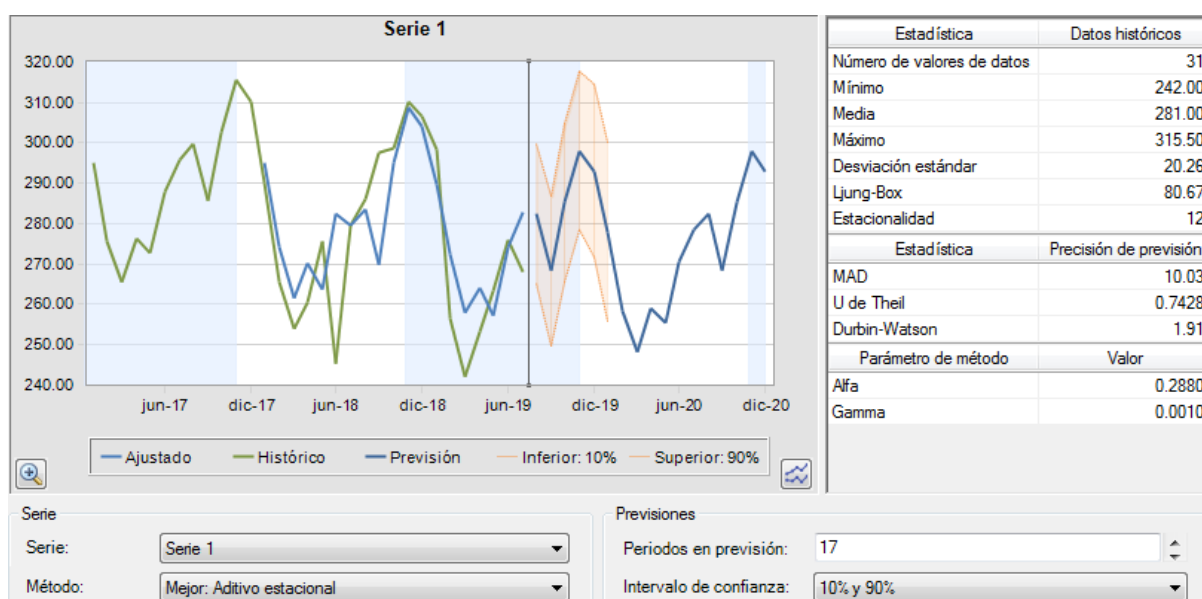 Serie 1
320.00
310.00
300.00
290.00
280.00
270.00
260.00
250.00
240.00
jun-17 dic-17 jun-18 dic-18 jun-19 dic-19 jun-20 dic-20
Ajustado Histórico Previsión Inferior: 10% Superior: 90%
Estadística Datos históricos
Número de valores de datos 31
Mínimo 242.00
Media 281.00
Máximo 315.50
Desviación estándar 20.26
Ljung-Box 80.67
Estacionalidad 12
Estadística Precisión de previsión
MAD 10.03
U de Theil 0.7428
Durbin-Watson 1.91
Parámetro de método Valor
Alfa 0.2880
Gamma 0.0010
Serie
Serie: Serie 1
Método: Mejor: Aditivo estacional
Previsiones
Periodos en previsión: 17
Intervalo de confianza: 10% y 90%